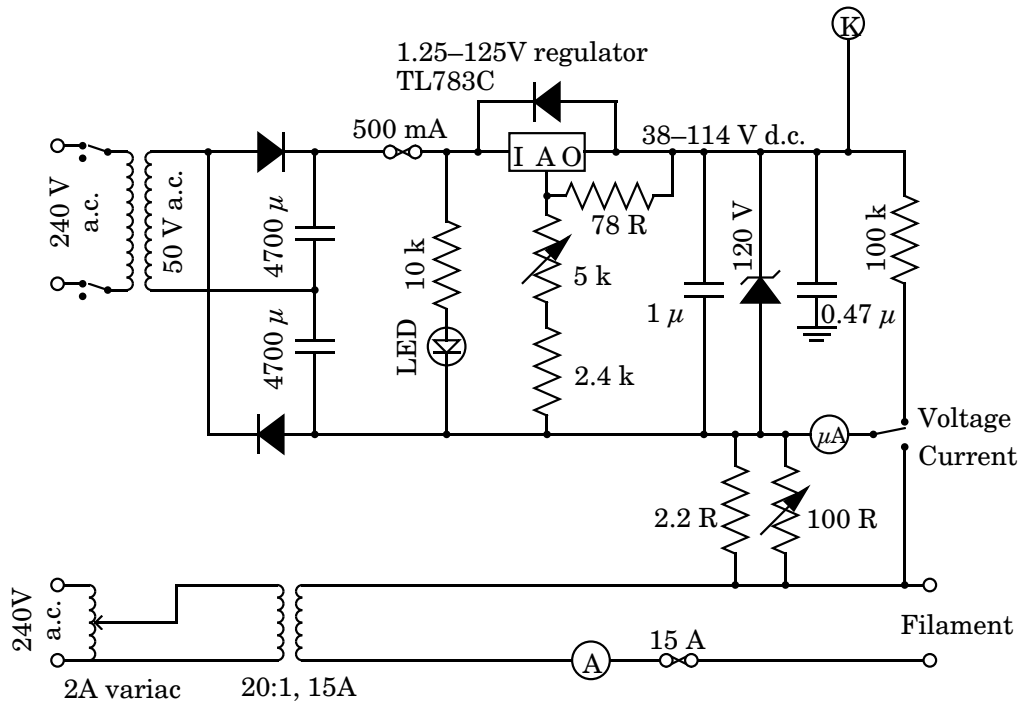 K
1.25–125V regulator
TL783C
500 mA
I A O
38–114 V d.c.
240 V
a.c.
50 V a.c.
4700 μ
4700 μ
10 k
LED
78 R
5 k
2.4 k
1 μ
120 V
0.47 μ
100 k
μA
Voltage
Current
2.2 R
100 R
240V
a.c.
2A variac
20:1, 15A
A
15 A
Filament